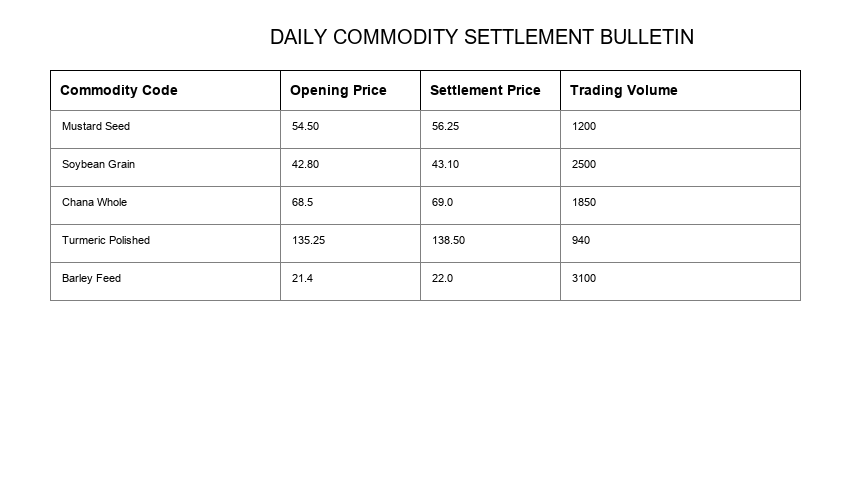 DAILY COMMODITY SETTLEMENT BULLETIN
Commodity Code Opening Price Settlement Price Trading Volume
Mustard Seed 54.50 56.25 1200
Soybean Grain 42.80 43.10 2500
Chana Whole 68.5 69.0 1850
Turmeric Polished 135.25 138.50 940
Barley Feed 21.4 22.0 3100